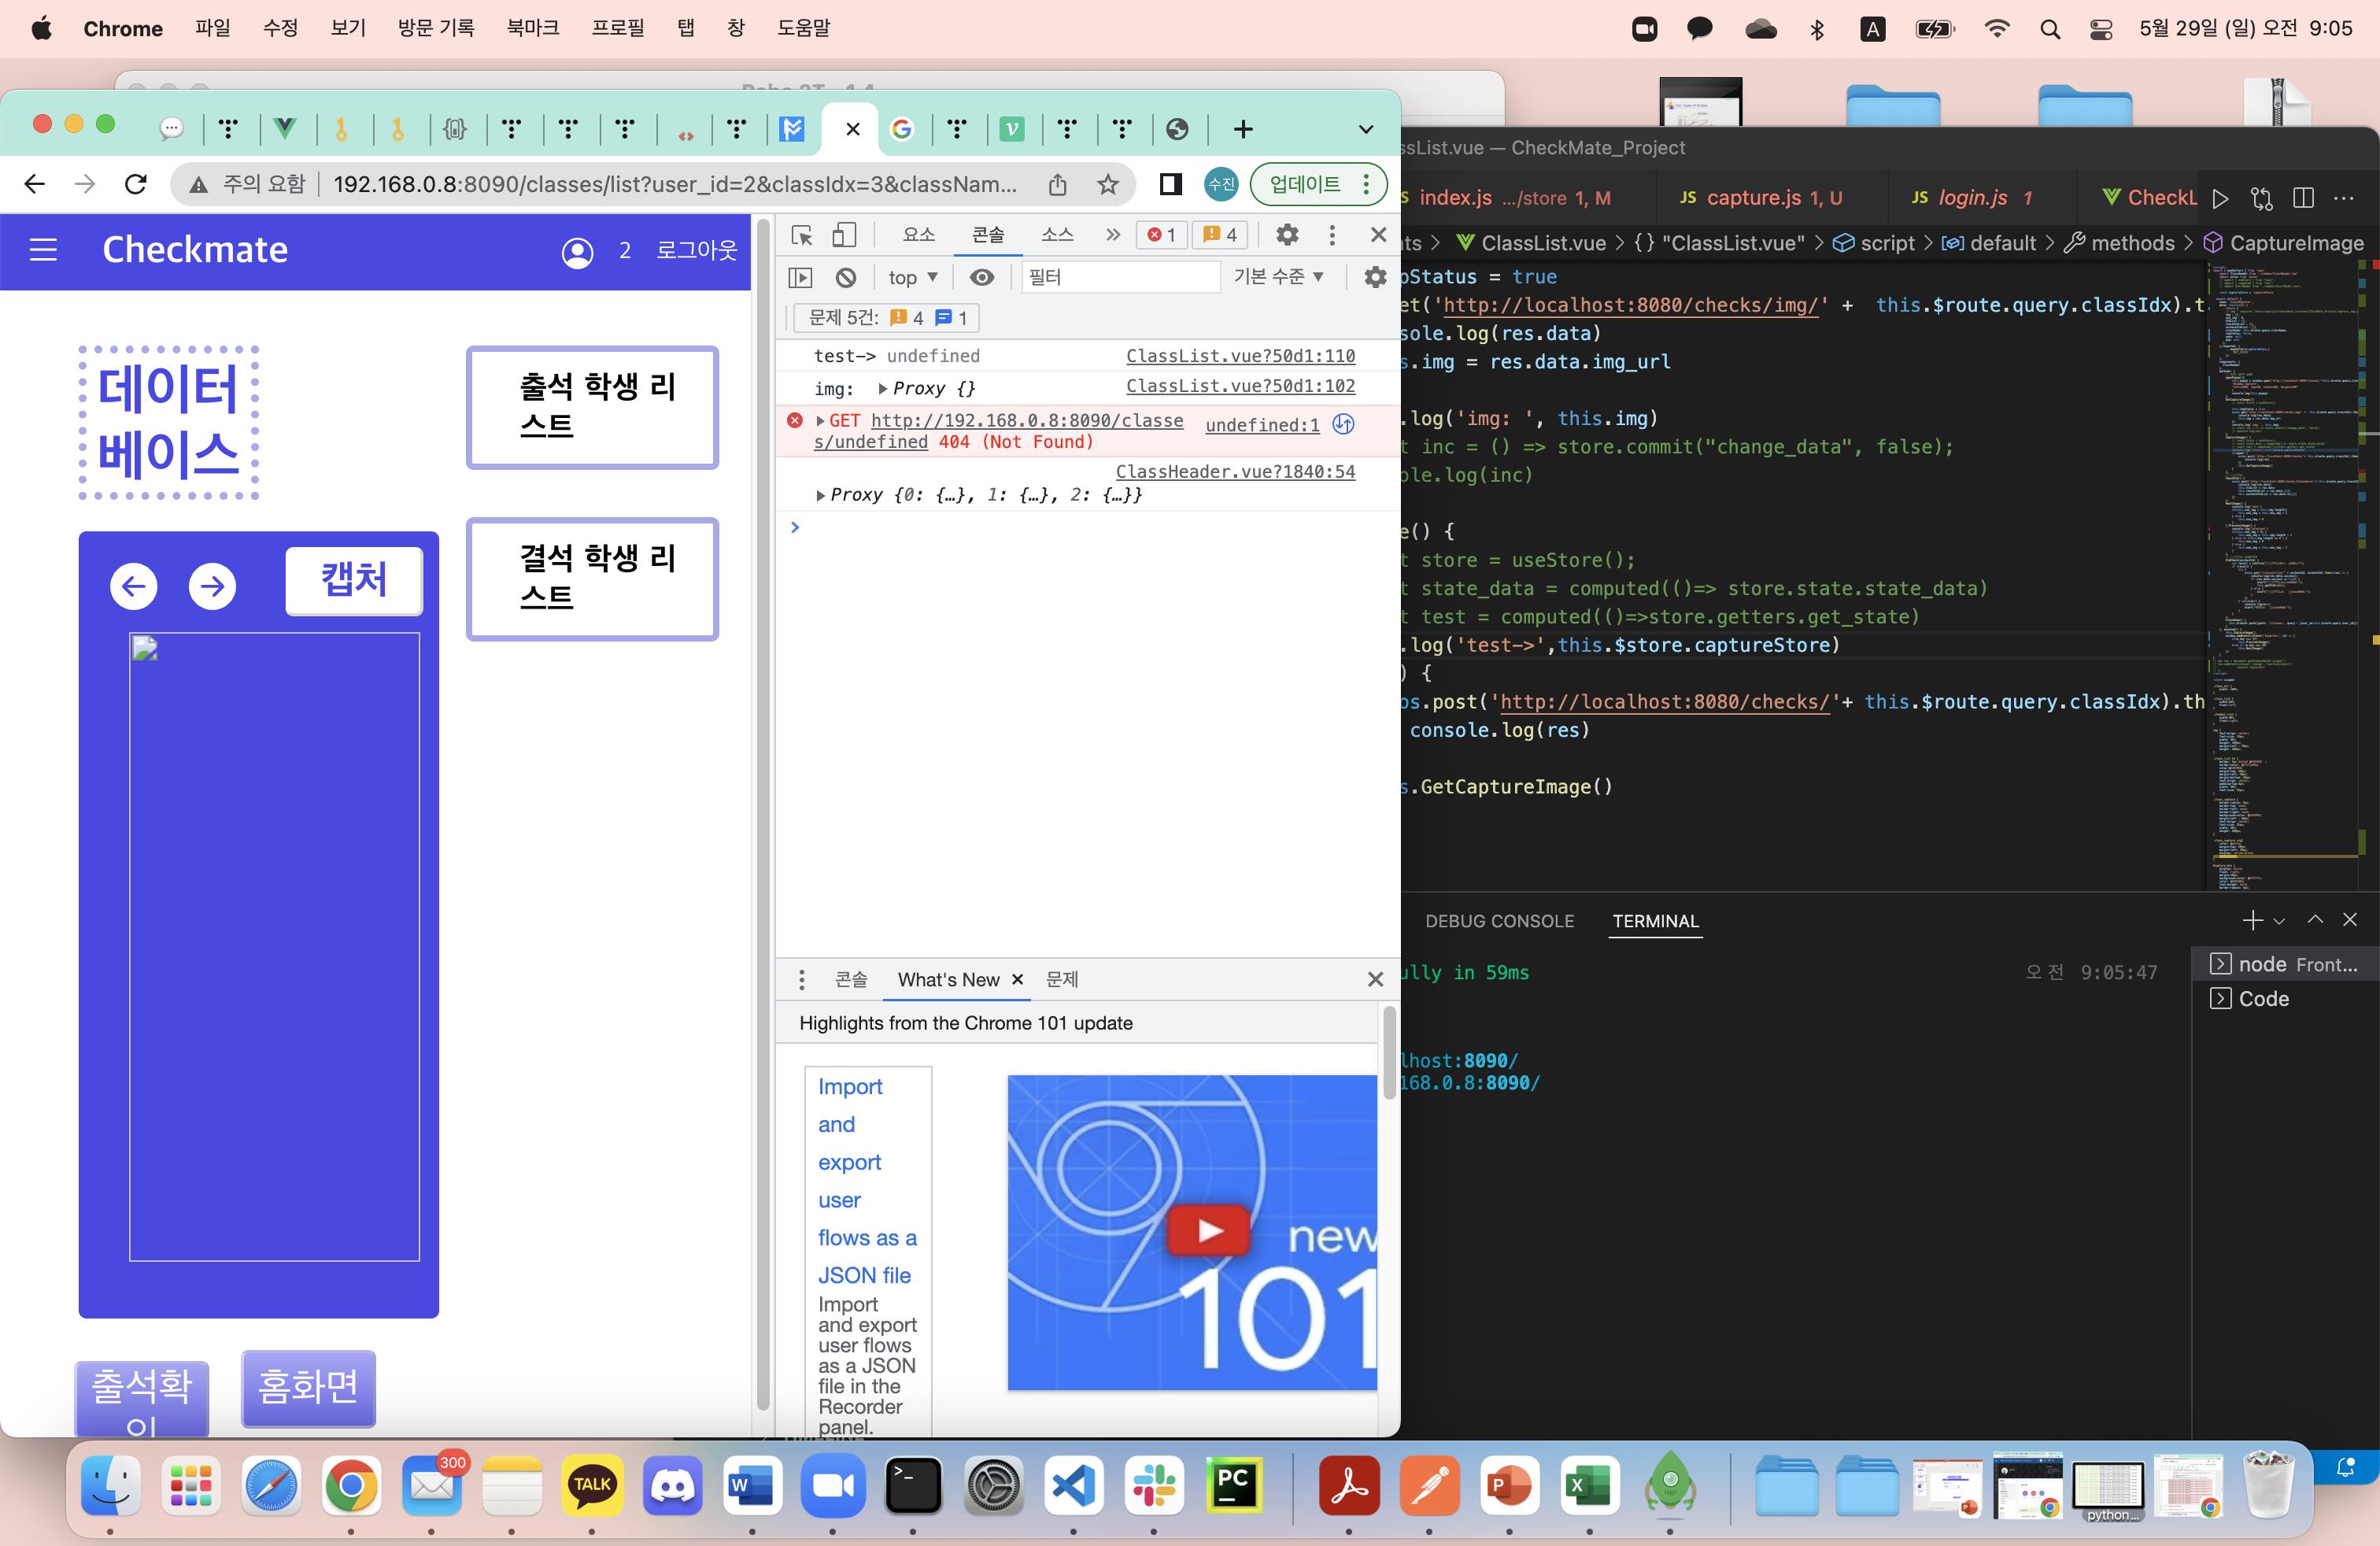 Chrome 파일 수정 보기 방문 기록 북마크 프로필 탭 창 도움말
A 5월 29일 (일) 오전 9:05
주의 요함 192.168.0.8:8090/classes/list?user_id=2&classIdx=3&classNam...
수진 업데이트
Checkmate 2 로그아웃
데이터
베이스
출석 학생 리
스트
결석 학생 리
스트
캡처
출석확
인
홈화면
요소 콘솔 소스 1 4
top 필터 기본 수준
문제 5건: 4 1
test-> undefined ClassList.vue?50d1:110
img: Proxy {} ClassList.vue?50d1:102
GET http://192.168.0.8:8090/classe undefined:1
s/undefined 404 (Not Found)
ClassHeader.vue?1840:54
Proxy {0: {…}, 1: {…}, 2: {…}}
콘솔 What's New 문제
Highlights from the Chrome 101 update
Import
and
export
user
flows as a
JSON file
Import
and export
user flows
as a JSON
file in the
Recorder
panel.
new
101
ssList.vue — CheckMate_Project
JS index.js .../store 1, M JS capture.js 1, U JS login.js 1 CheckL
ts ClassList.vue {} "ClassList.vue" script default methods CaptureImage
pStatus = true
et('http://localhost:8080/checks/img/' + this.$route.query.classIdx).t
sole.log(res.data)
s.img = res.data.img_url
.log('img: ', this.img)
t inc = () => store.commit("change_data", false);
ole.log(inc)
e() {
t store = useStore();
t state_data = computed(()=> store.state.state_data)
t test = computed(()=>store.getters.get_state)
.log('test->',this.$store.captureStore)
) {
os.post('http://localhost:8080/checks/'+ this.$route.query.classIdx).th
console.log(res)
s.GetCaptureImage()
DEBUG CONSOLE TERMINAL
ully in 59ms 오전 9:05:47
lhost:8090/
168.0.8:8090/
node Front...
Code
300
TALK
W
PC
P
X
python...